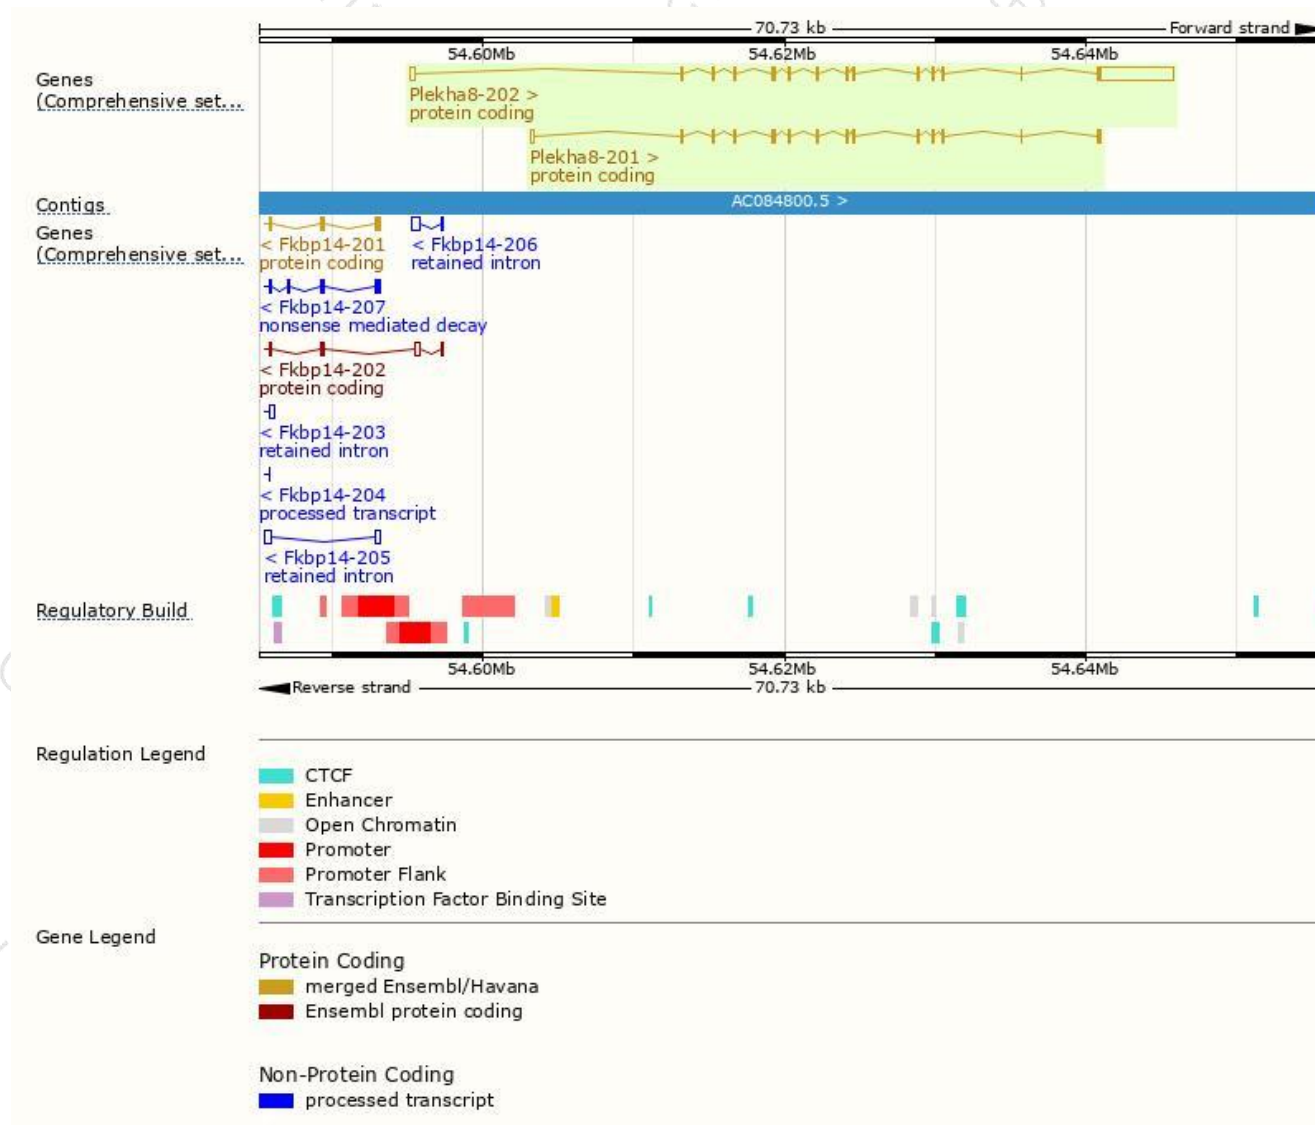 70.73 kb Forward strand
54.60Mb 54.62Mb 54.64Mb
Genes
(Comprehensive set...
Plekha8-202 >
protein coding
Plekha8-201 >
protein coding
Contigs AC084800.5 >
Genes
(Comprehensive set...
< Fkbp14-201 < Fkbp14-206
protein coding retained intron
< Fkbp14-207
nonsense mediated decay
< Fkbp14-202
protein coding
< Fkbp14-203
retained intron
< Fkbp14-204
processed transcript
< Fkbp14-205
retained intron
Regulatory Build
54.60Mb 54.62Mb 54.64Mb
Reverse strand 70.73 kb
Regulation Legend
CTCF
Enhancer
Open Chromatin
Promoter
Promoter Flank
Transcription Factor Binding Site
Gene Legend
Protein Coding
merged Ensembl/Havana
Ensembl protein coding
Non-Protein Coding
processed transcript